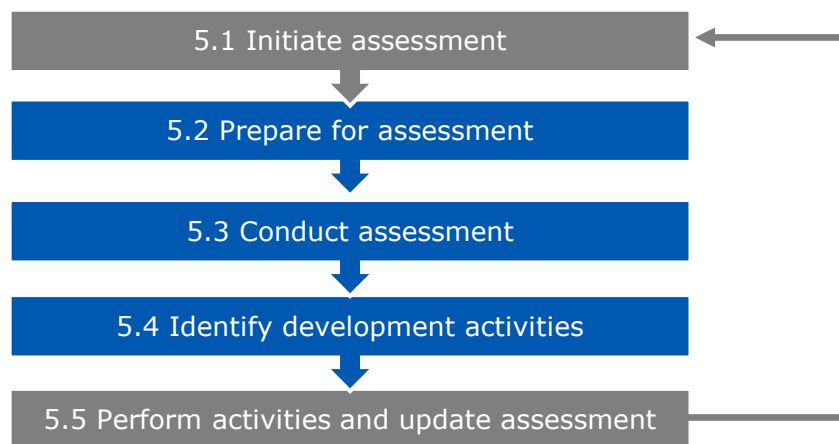 5.1 Initiate assessment
5.2 Prepare for assessment
5.3 Conduct assessment
5.4 Identify development activities
5.5 Perform activities and update assessment